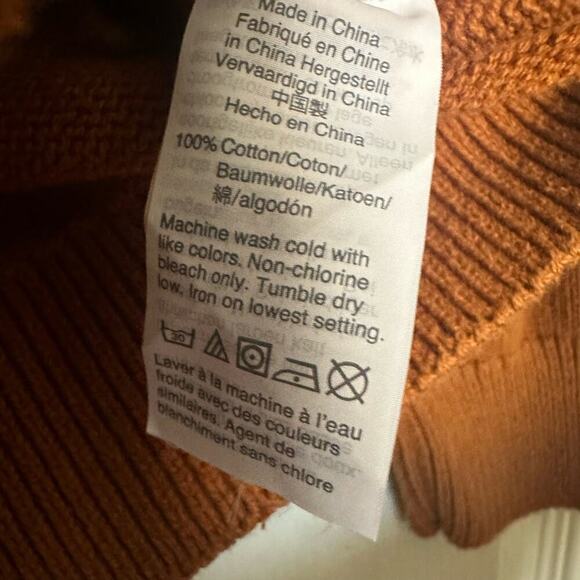 Made in China
Fabriqué en Chine
in China Hergestellt
Vervaardigd in China
中国製
Hecho en China
100% Cotton/Coton/
Baumwolle/Katoen/
綿/algodón
Machine wash cold with
like colors. Non-chlorine
bleach only. Tumble dry
low. Iron on lowest setting.
30
Laver à la machine à l'eau
froide avec des couleurs
similaires. Agent de
blanchiment sans chlore